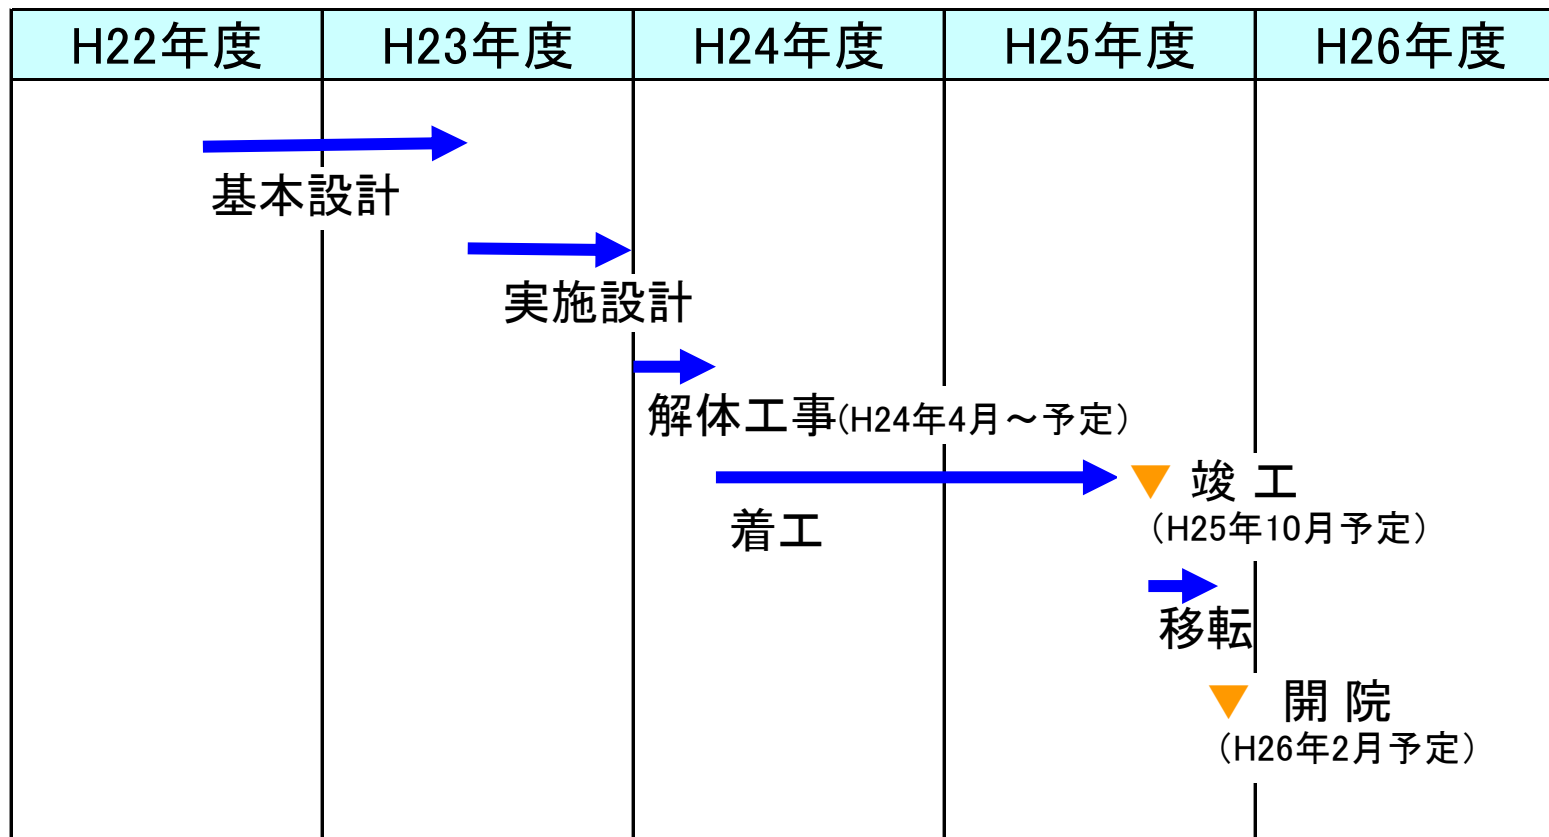 H22年度 H23年度 H24年度 H25年度 H26年度
基本設計
実施設計
解体工事(H24年4月～予定)
竣 工
(H25年10月予定)
着工
移転
開 院
(H26年2月予定)